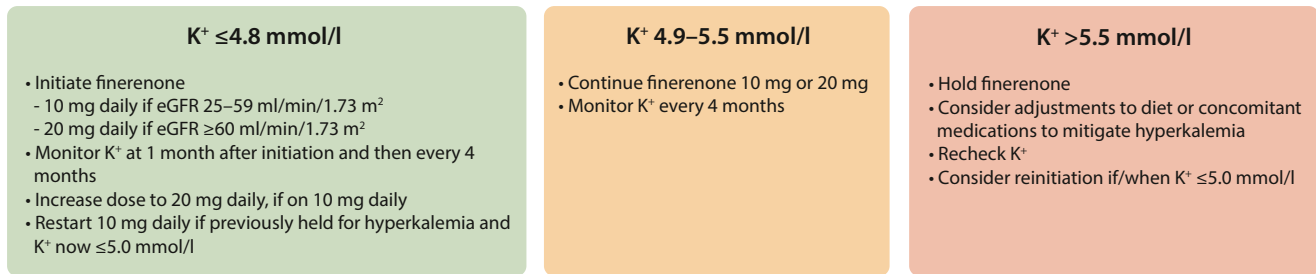 K⁺ ≤4.8 mmol/l
• Initiate finerenone
- 10 mg daily if eGFR 25–59 ml/min/1.73 m²
- 20 mg daily if eGFR ≥60 ml/min/1.73 m²
• Monitor K⁺ at 1 month after initiation and then every 4
months
• Increase dose to 20 mg daily, if on 10 mg daily
• Restart 10 mg daily if previously held for hyperkalemia and
K⁺ now ≤5.0 mmol/l
K⁺ 4.9–5.5 mmol/l
• Continue finerenone 10 mg or 20 mg
• Monitor K⁺ every 4 months
K⁺ >5.5 mmol/l
• Hold finerenone
• Consider adjustments to diet or concomitant
medications to mitigate hyperkalemia
• Recheck K⁺
• Consider reinitiation if/when K⁺ ≤5.0 mmol/l